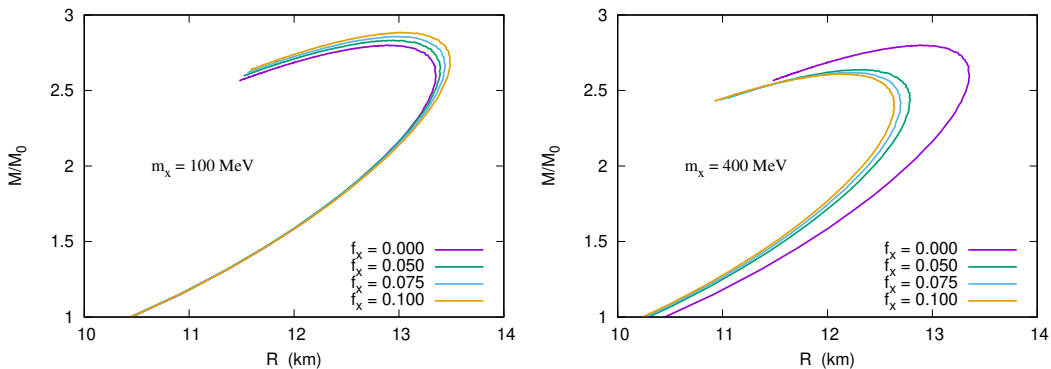 3
2.5
2
1.5
1
M/M₀
mₓ = 100 MeV
fₓ = 0.000
fₓ = 0.050
fₓ = 0.075
fₓ = 0.100
10 11 12 13 14
R (km)
3
2.5
2
1.5
1
M/M₀
mₓ = 400 MeV
fₓ = 0.000
fₓ = 0.050
fₓ = 0.075
fₓ = 0.100
10 11 12 13 14
R (km)